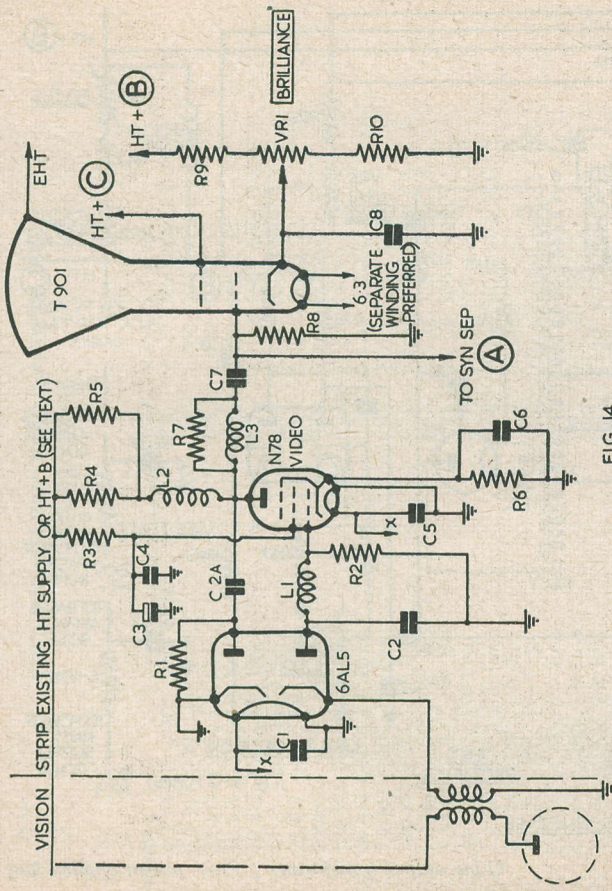 VISION STRIP EXISTING HT SUPPLY OR HT+B (SEE TEXT)
EHT
T 901
HT+ C
HT+ B
R9
VR1 BRILLIANCE
R10
C8
6·3
(SEPARATE
WINDING
PREFERRED)
R8
TO SYN SEP
A
R5
R4
R3
L2
C4
C3
R7
L3
C7
N78
VIDEO
C 2A
R1
L1
R2
X
C5
R6
C6
6AL5
C2
C1
X
FIG 14